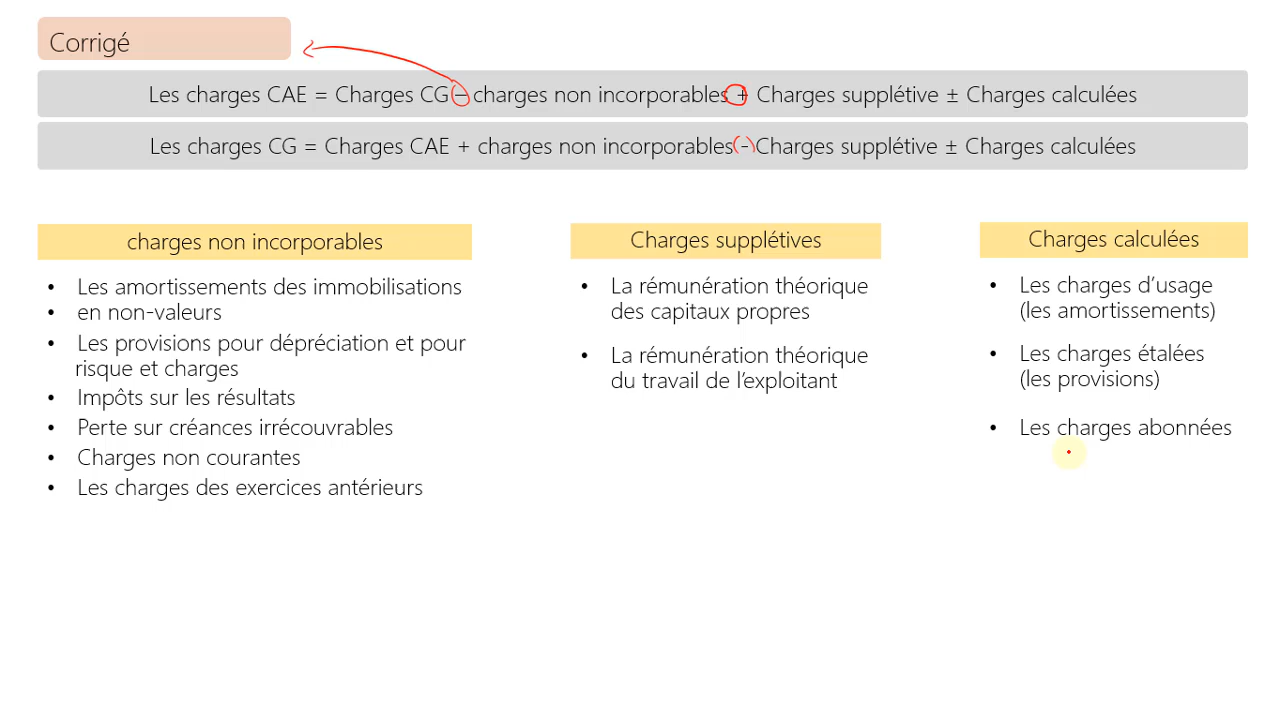 Corrigé
Les charges CAE = Charges CG – charges non incorporables + Charges supplétive ± Charges calculées
Les charges CG = Charges CAE + charges non incorporables - Charges supplétive ± Charges calculées
charges non incorporables
• Les amortissements des immobilisations
• en non-valeurs
• Les provisions pour dépréciation et pour
risque et charges
• Impôts sur les résultats
• Perte sur créances irrécouvrables
• Charges non courantes
• Les charges des exercices antérieurs
Charges supplétives
• La rémunération théorique
des capitaux propres
• La rémunération théorique
du travail de l’exploitant
Charges calculées
• Les charges d’usage
(les amortissements)
• Les charges étalées
(les provisions)
• Les charges abonnées